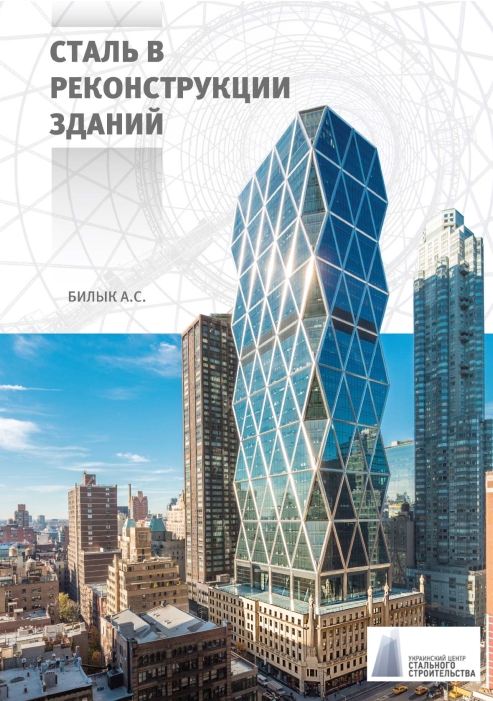 СТАЛЬ В
РЕКОНСТРУКЦИИ
ЗДАНИЙ
БИЛЫК А.С.
УКРАИНСКИЙ ЦЕНТР
СТАЛЬНОГО
СТРОИТЕЛЬСТВА